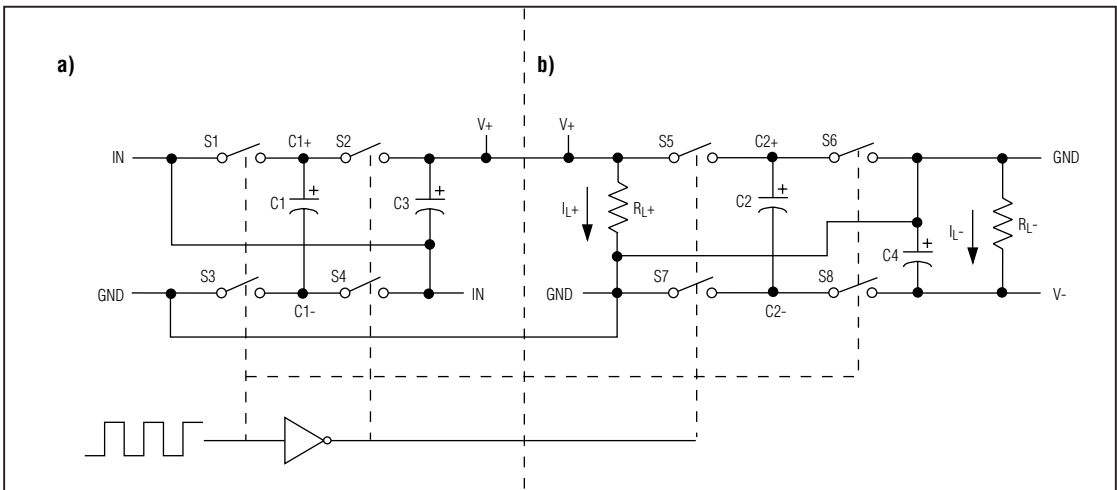 a)
b)
V+
V+
S1
C1+
S2
S5
C2+
S6
IN
GND
+
C1
+
C3
IL+
RL+
+
C2
IL-
RL-
+
C4
GND
S3
S4
IN
GND
S7
S8
V-
C1-
C2-